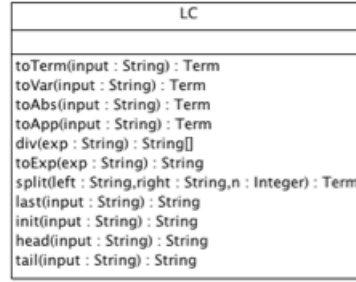 LC
toTerm(input : String) : Term
toVar(input : String) : Term
toAbs(input : String) : Term
toApp(input : String) : Term
div(exp : String) : String[]
toExp(exp : String) : String
split(left : String,right : String,n : Integer) : Term
last(input : String) : String
init(input : String) : String
head(input : String) : String
tail(input : String) : String